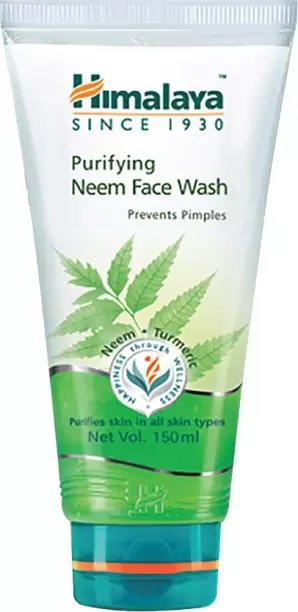 Himalaya™
SINCE 1930
Purifying
Neem Face Wash
Prevents Pimples
Neem • Turmeric
HAPPINESS through WELLNESS
Purifies skin in all skin types
Net Vol. 150ml